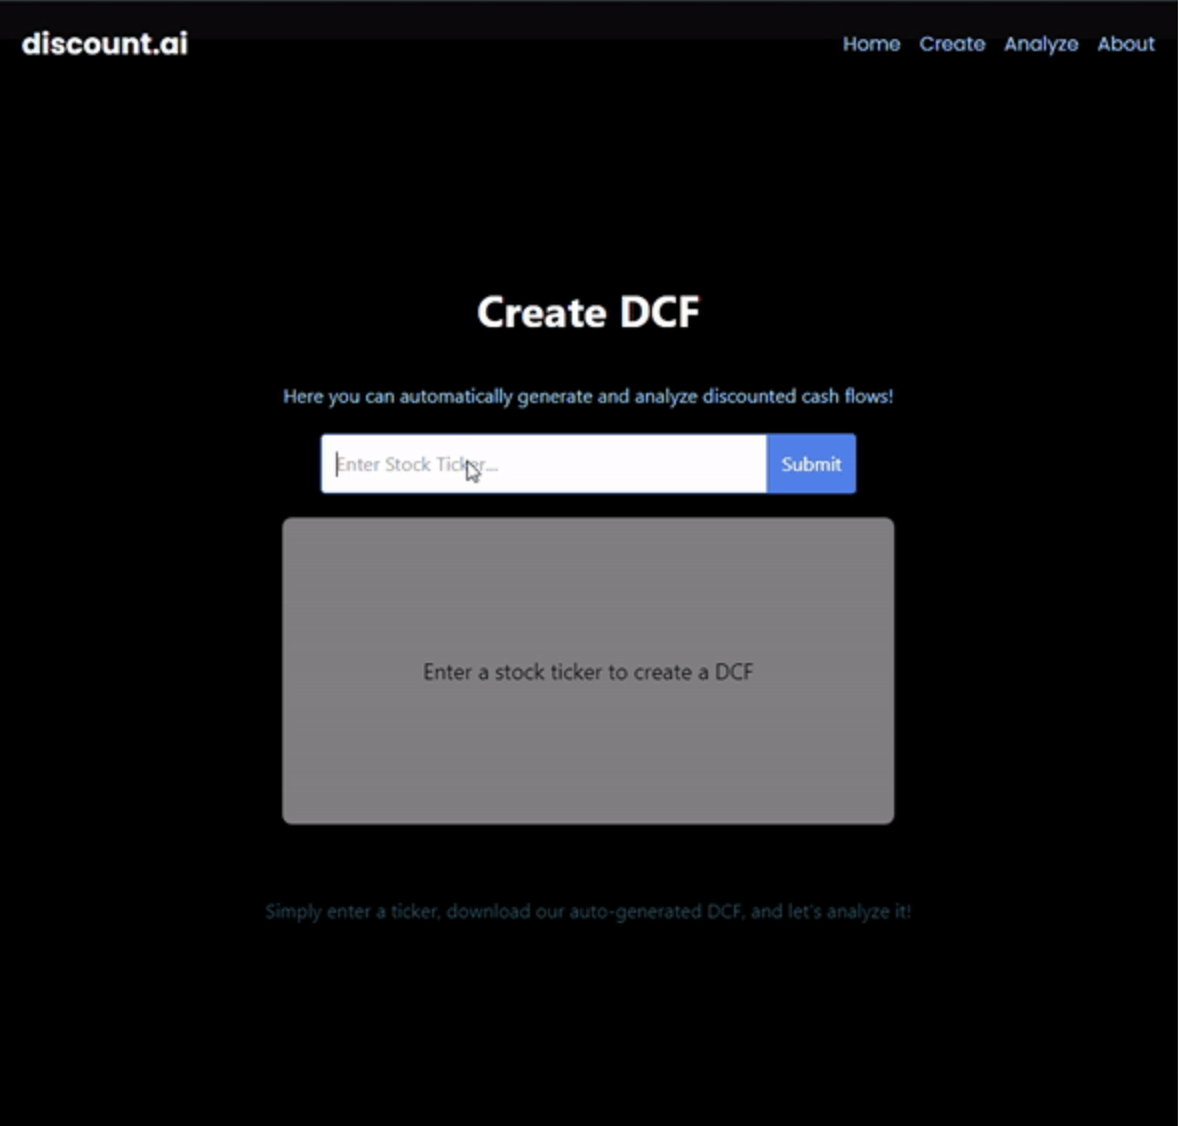 discount.ai
Home Create Analyze About
Create DCF
Here you can automatically generate and analyze discounted cash flows!
Enter Stock Ticker...
Submit
Enter a stock ticker to create a DCF
Simply enter a ticker, download our auto-generated DCF, and let's analyze it!